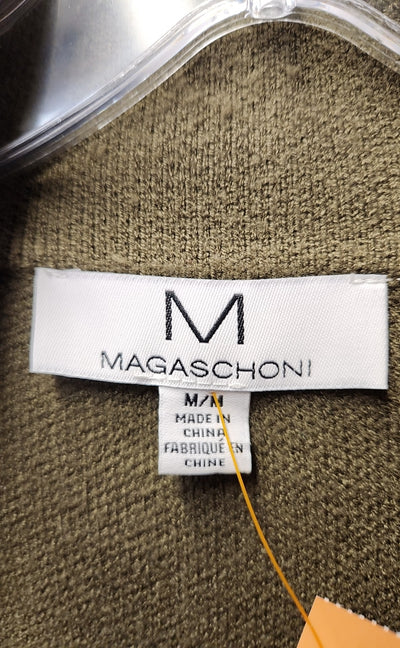 M
MAGASCHONI
M/M
MADE IN
CHINA
FABRIQUÉ EN
CHINE